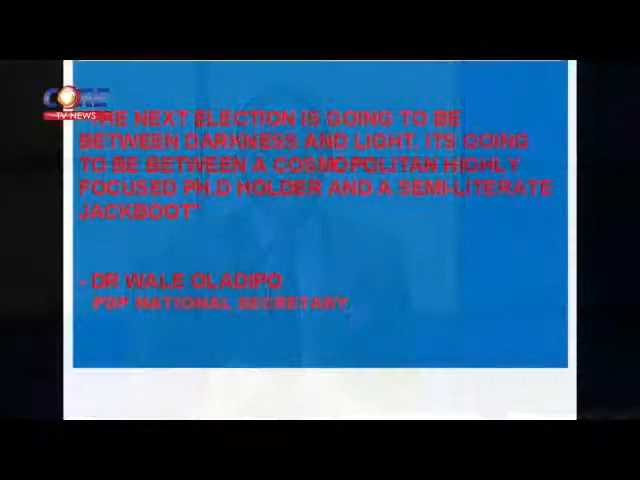 CORE
TV NEWS
THE NEXT ELECTION IS GOING TO BE
BETWEEN DARKNESS AND LIGHT. ITS GOING
TO BE BETWEEN A COSMOPOLITAN HIGHLY
FOCUSED PH.D HOLDER AND A SEMI-LITERATE
JACKBOOT"
- DR WALE OLADIPO
PDP NATIONAL SECRETARY